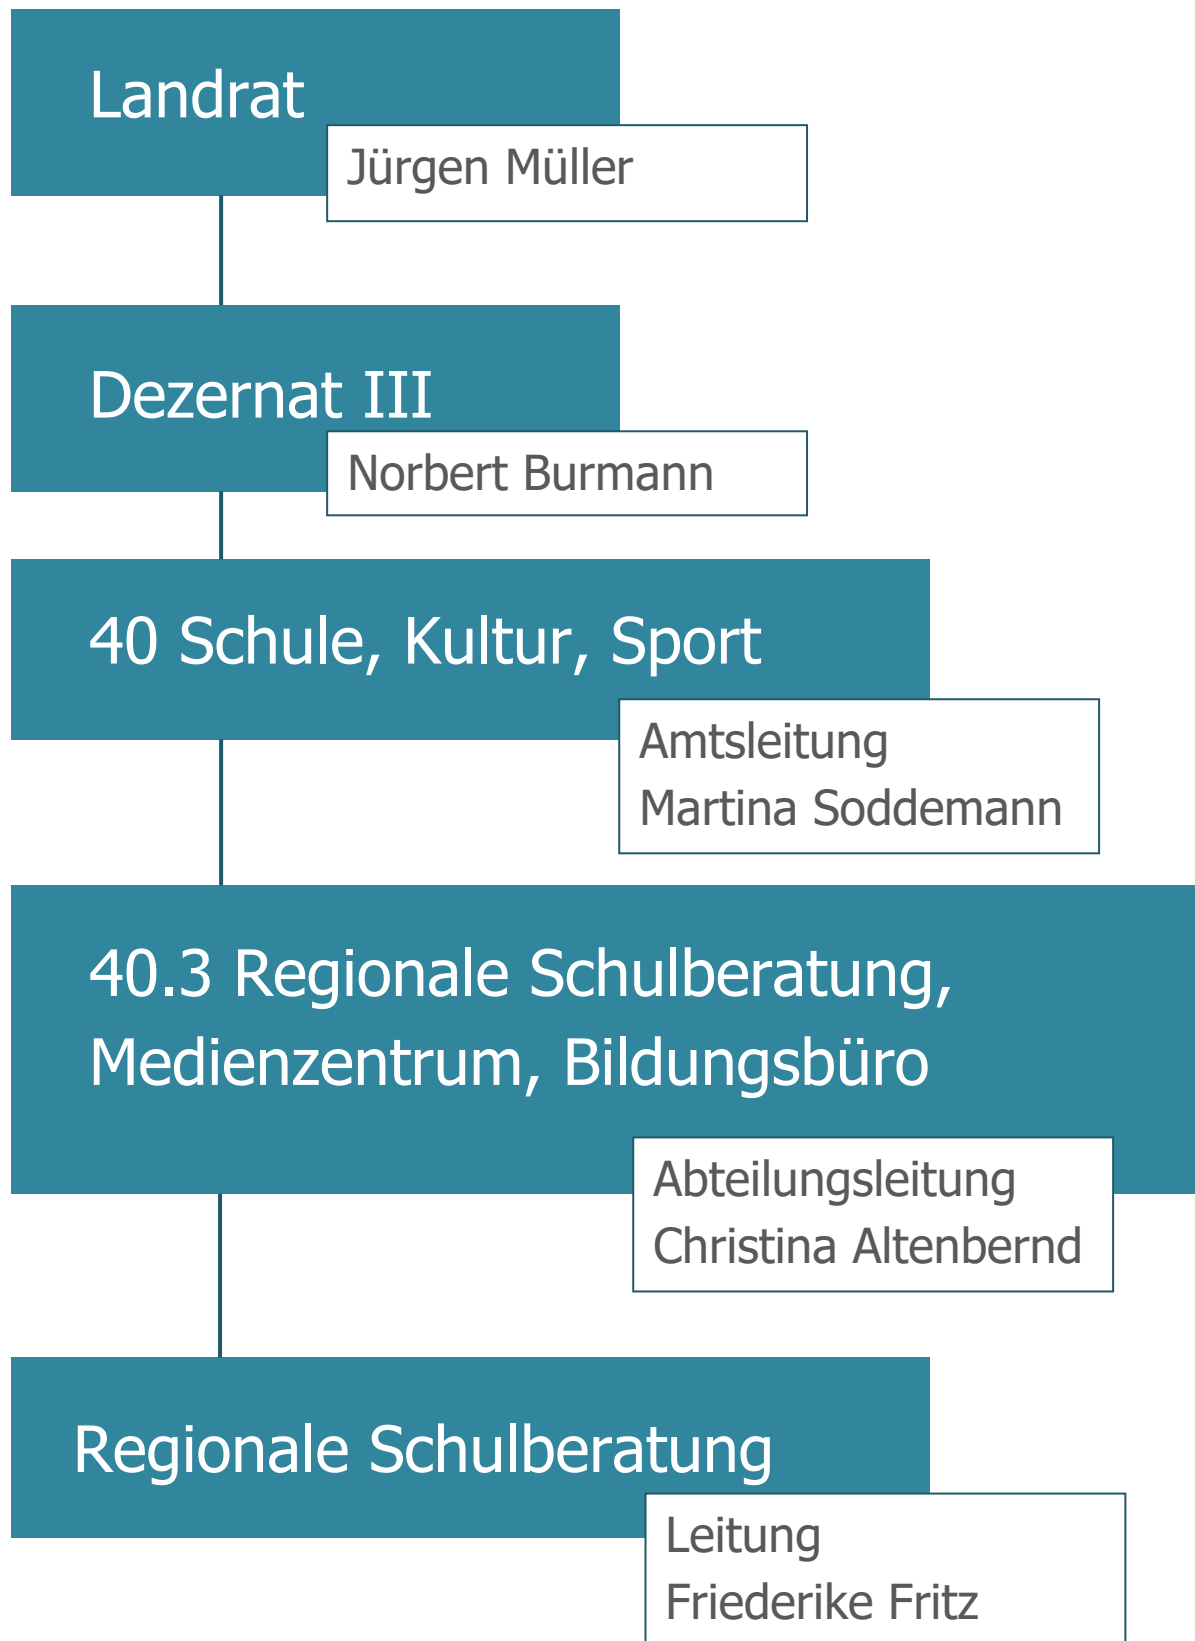 Landrat
Jürgen Müller
Dezernat III
Norbert Burmann
40 Schule, Kultur, Sport
Amtsleitung
Martina Soddemann
40.3 Regionale Schulberatung,
Medienzentrum, Bildungsbüro
Abteilungsleitung
Christina Altenbernd
Regionale Schulberatung
Leitung
Friederike Fritz